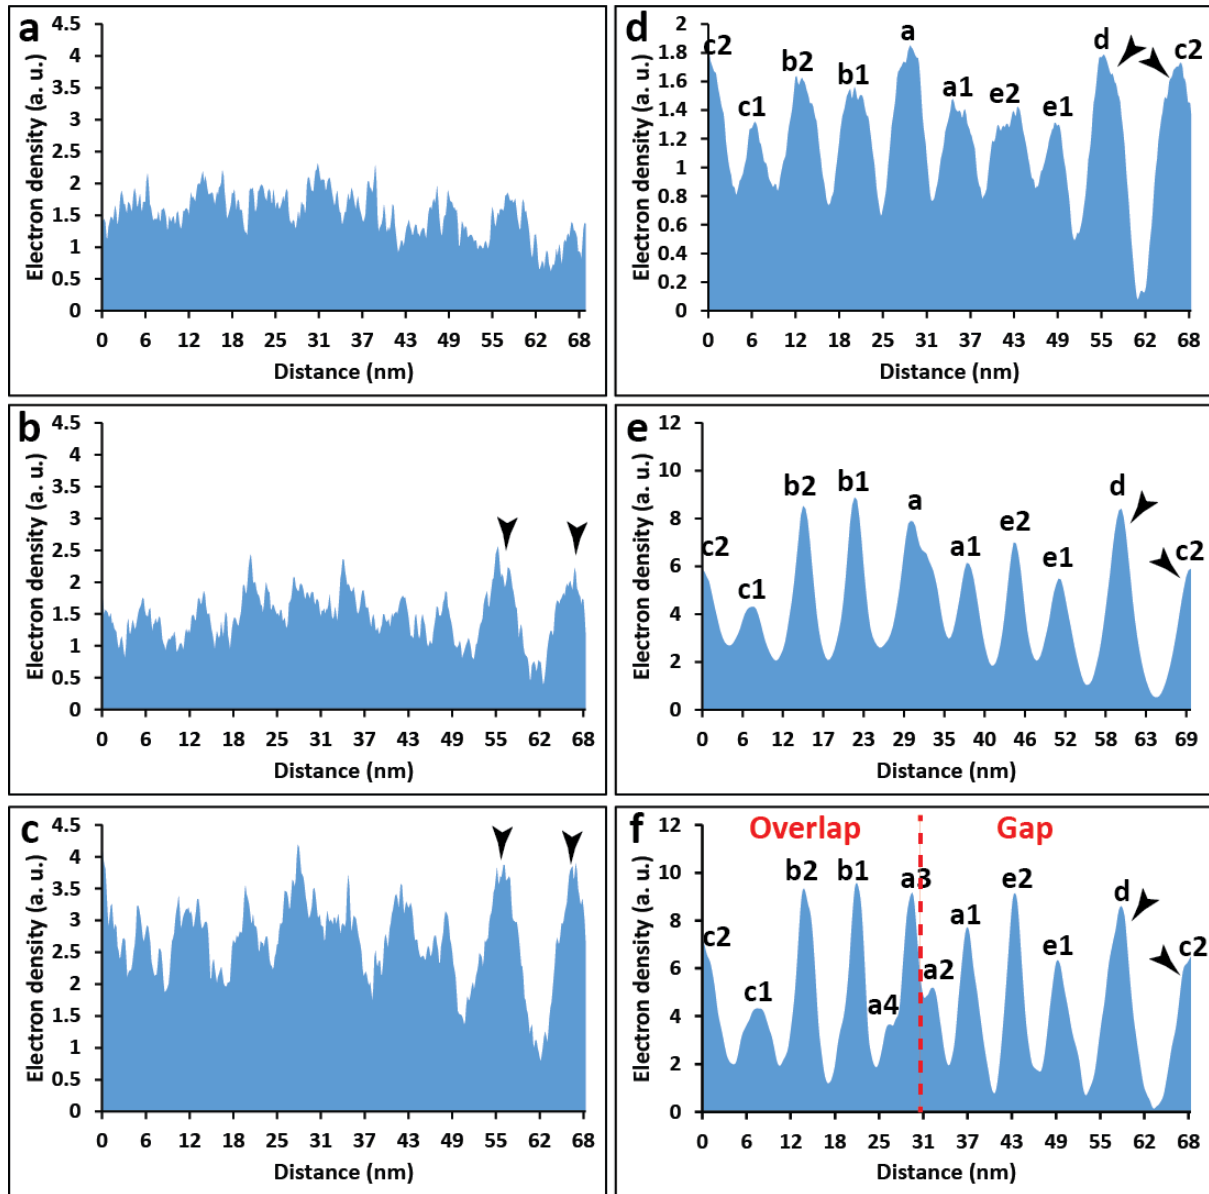 a
Electron density (a. u.)
4.5
4
3.5
3
2.5
2
1.5
1
0.5
0
0 6 12 18 24 31 37 43 49 55 62 68
Distance (nm)
d
Electron density (a. u.)
2
1.8
1.6
1.4
1.2
1
0.8
0.6
0.4
0.2
0
c2 c1 b2 b1 a a1 e2 e1 d c2
0 6 12 18 25 31 37 43 49 55 62 68
Distance (nm)
b
Electron density (a. u.)
4.5
4
3.5
3
2.5
2
1.5
1
0.5
0
0 6 12 18 25 31 37 43 49 55 62 68
Distance (nm)
e
Electron density (a. u.)
12
10
8
6
4
2
0
c2 c1 b2 b1 a a1 e2 e1 d c2
0 6 12 17 23 29 35 40 46 52 58 63 69
Distance (nm)
c
Electron density (a. u.)
4.5
4
3.5
3
2.5
2
1.5
1
0.5
0
0 6 12 18 25 31 37 43 49 55 62 68
Distance (nm)
f
Electron density (a. u.)
12
10
8
6
4
2
0
Overlap Gap
c2 c1 b2 b1 a4 a3 a2 a1 e2 e1 d c2
0 6 12 18 25 31 37 43 49 55 62 68
Distance (nm)